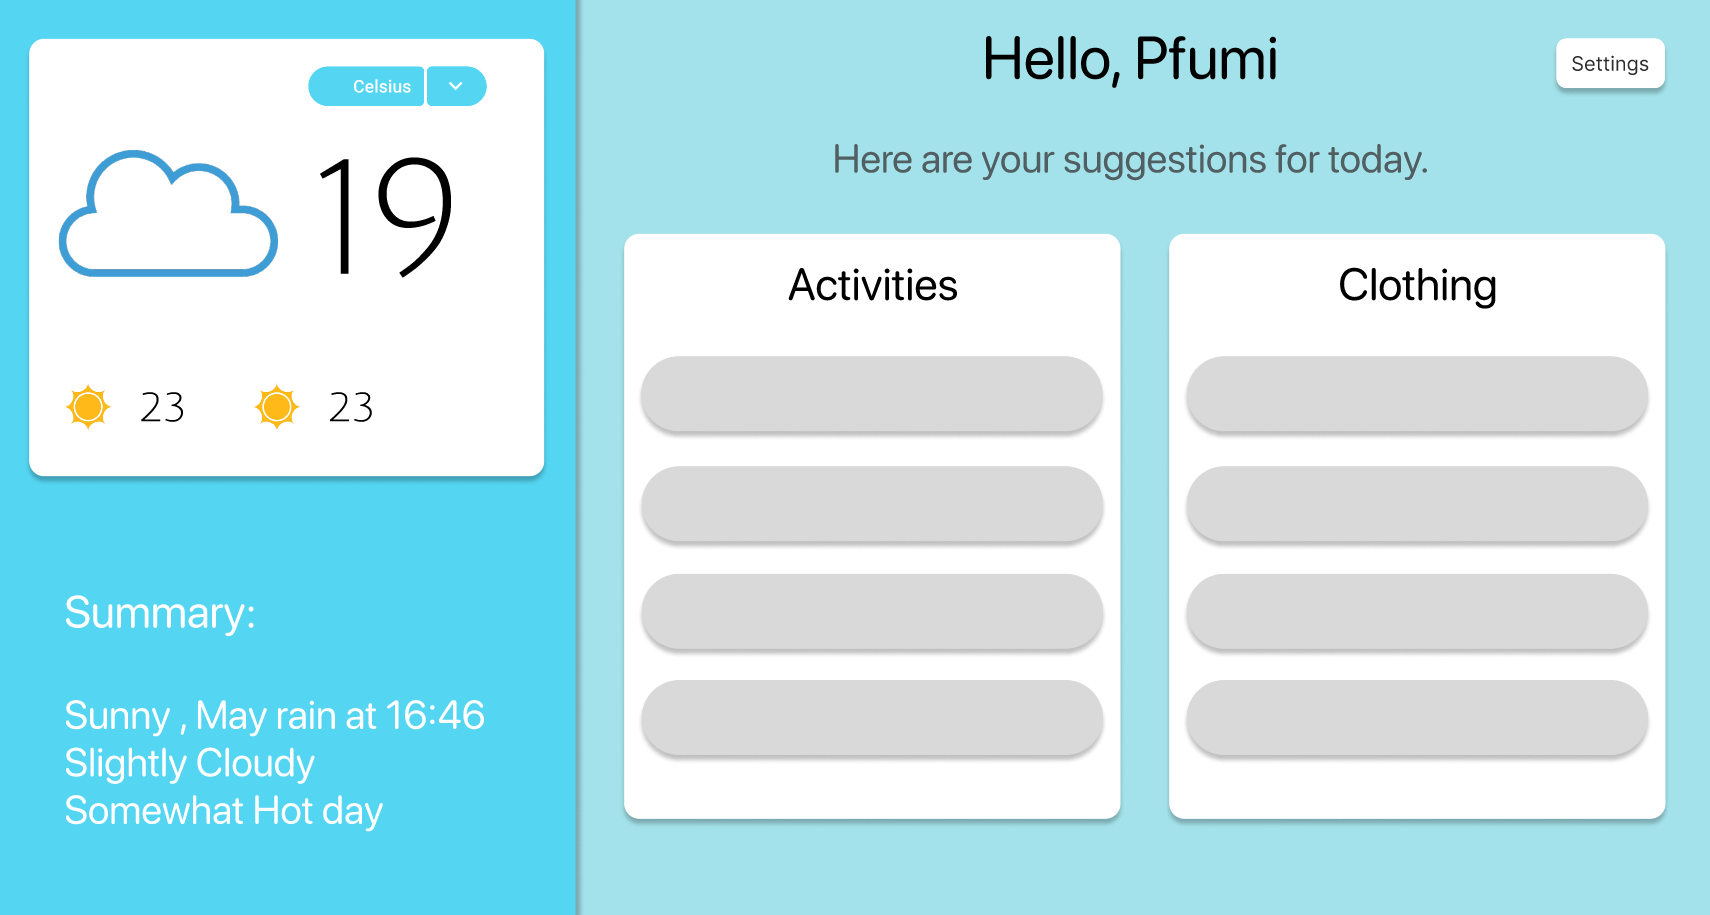 Celsius
19
23 23
Summary:
Sunny , May rain at 16:46
Slightly Cloudy
Somewhat Hot day
Hello, Pfumi
Settings
Here are your suggestions for today.
Activities
Clothing